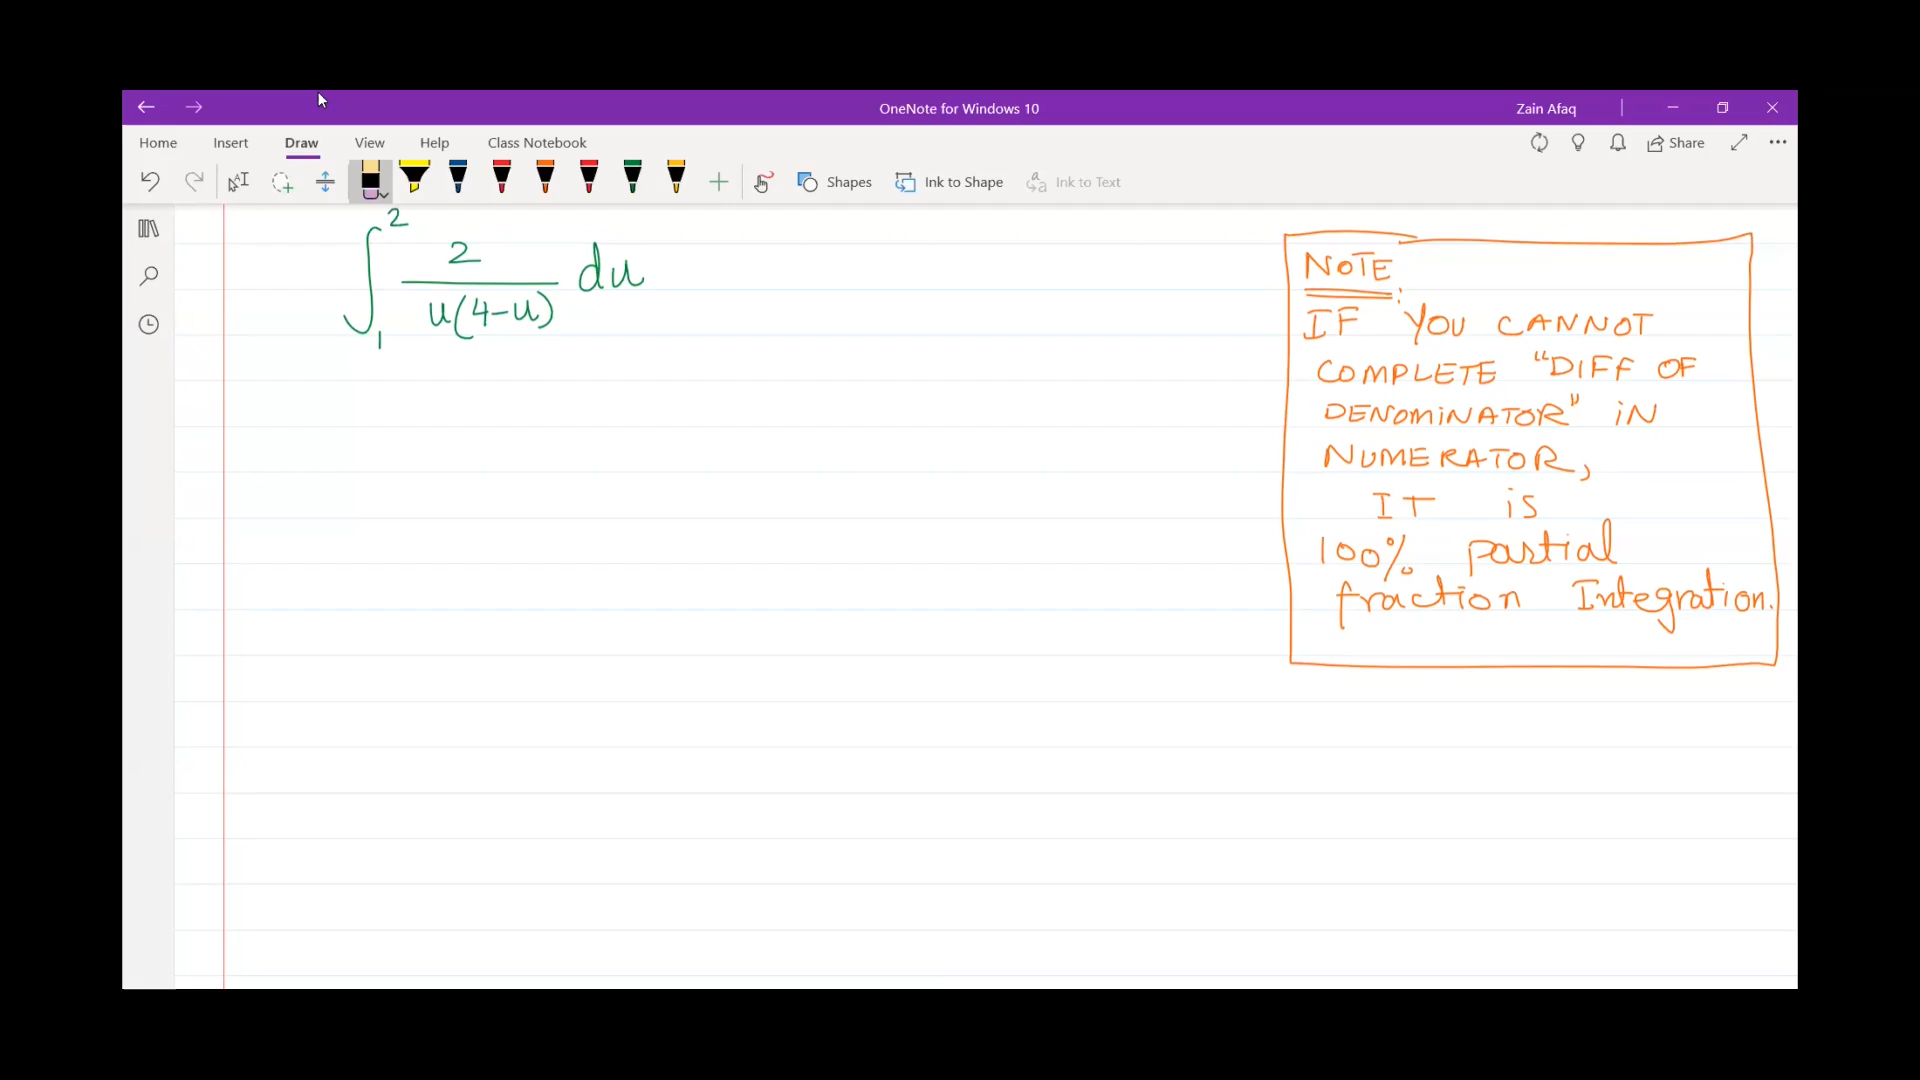 OneNote for Windows 10
Zain Afaq
Home Insert Draw View Help Class Notebook
Share
Shapes Ink to Shape Ink to Text
∫₁² 2/(u(4-u)) du
NOTE:
IF YOU CANNOT
COMPLETE "DIFF OF
DENOMINATOR" IN
NUMERATOR,
IT is
100% partial
fraction Integration.